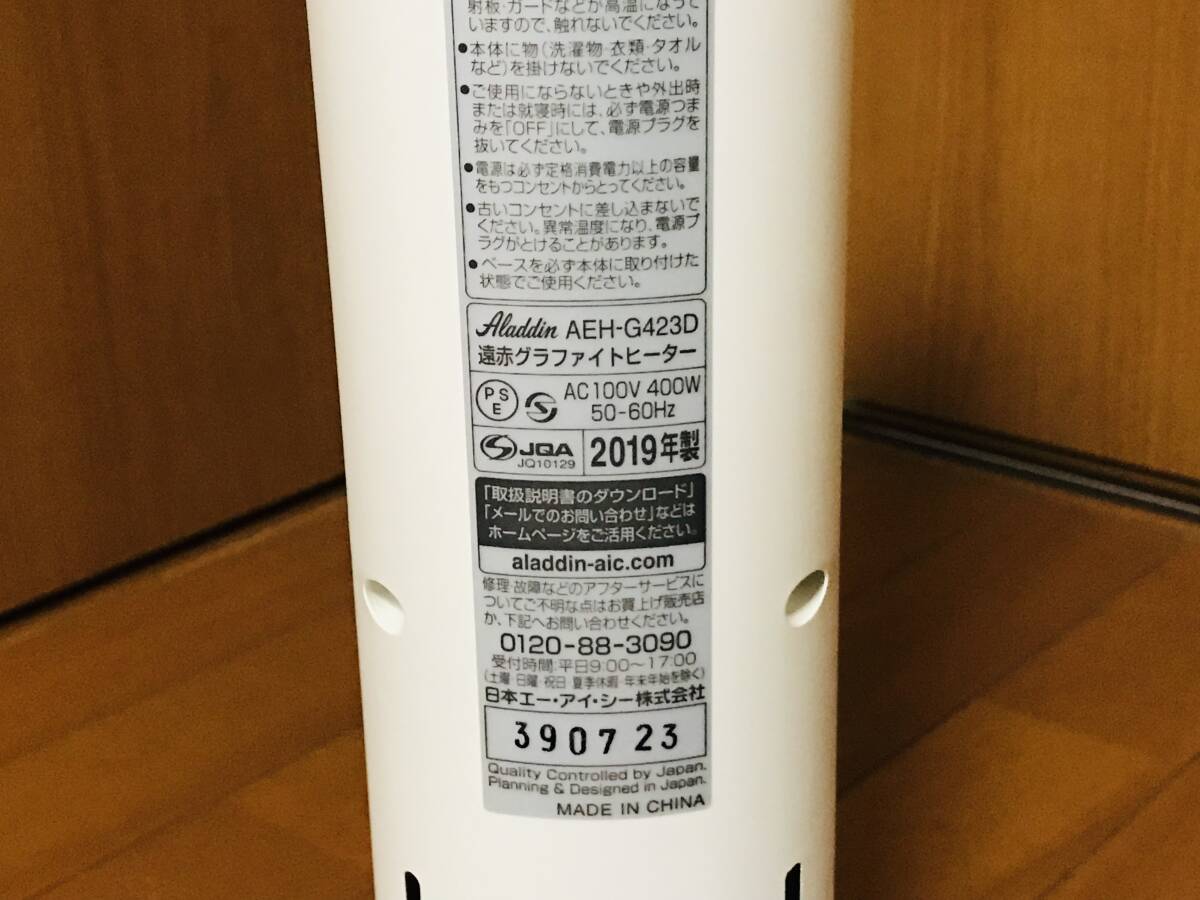 射板・ガードなどが高温になって
いますので、触れないでください。
●本体に物(洗濯物・衣類・タオル
など)を掛けないでください。
●ご使用にならないときや外出時
または就寝時には、必ず電源つま
みを「OFF」にして、電源プラグを
抜いてください。
●電源は必ず定格消費電力以上の容量
をもつコンセントからとってください。
●古いコンセントに差し込まないで
ください。異常温度になり、電源プ
ラグがとけることがあります。
●ベースを必ず本体に取り付けた
状態でご使用ください。
Aladdin AEH-G423D
遠赤グラファイトヒーター
PSE AC100V 400W
50-60Hz
JQA 2019年製
JQ10129
「取扱説明書のダウンロード」
「メールでのお問い合わせ」などは
ホームページをご活用ください。
aladdin-aic.com
修理・故障などのアフターサービスに
ついてご不明な点はお買上げ販売店
か、下記へお問い合わせください。
0120-88-3090
受付時間:平日9:00～17:00
(土曜・日曜・祝日・夏季休暇・年末年始を除く)
日本エー・アイ・シー株式会社
390723
Quality Controlled by Japan.
Planning & Designed in Japan.
MADE IN CHINA